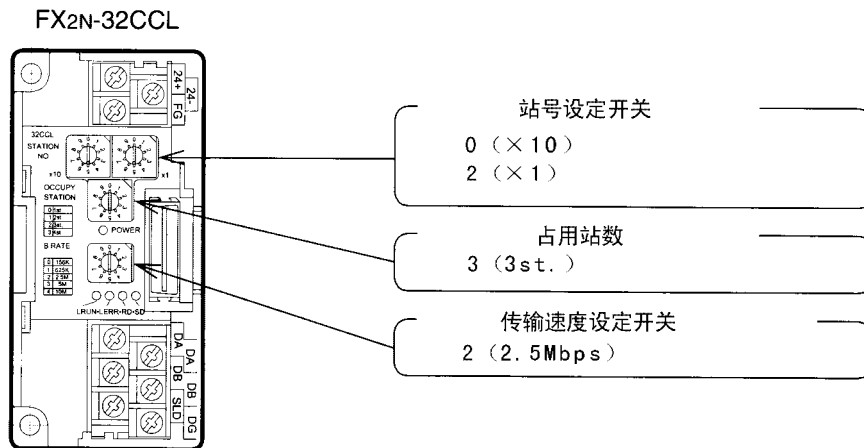 FX2N-32CCL
24+
24-
FG
32CCL
STATION
NO
x10
x1
OCCUPY
STATION
0 1st
1 2st
2 3st
3 4st
POWER
B RATE
0 156K
1 625K
2 2.5M
3 5M
4 10M
LRUN-LERR-RD-SD
DA
DA
DB
DB
SLD
DG
站号设定开关
0（×10）
2（×1）
占用站数
3（3st.）
传输速度设定开关
2（2.5Mbps）